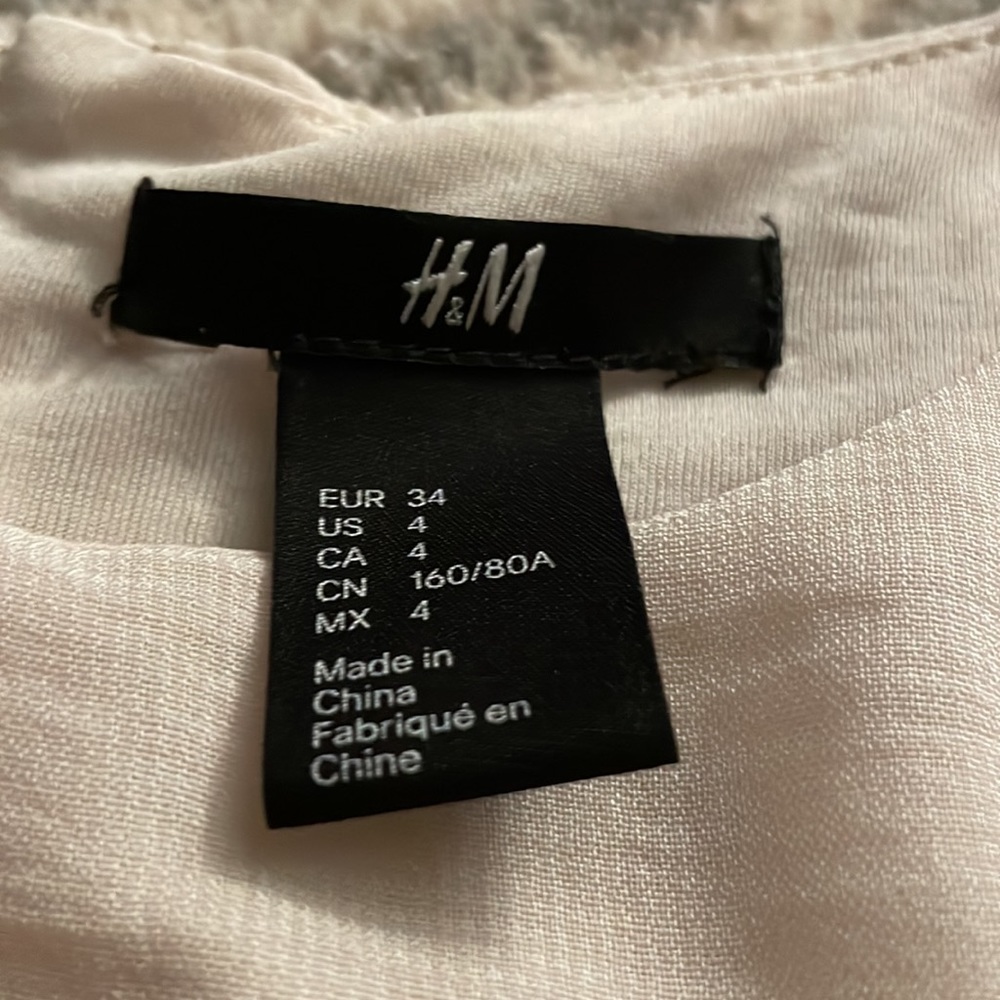 H&M
EUR 34
US 4
CA 4
CN 160/80A
MX 4
Made in
China
Fabriqué en
Chine